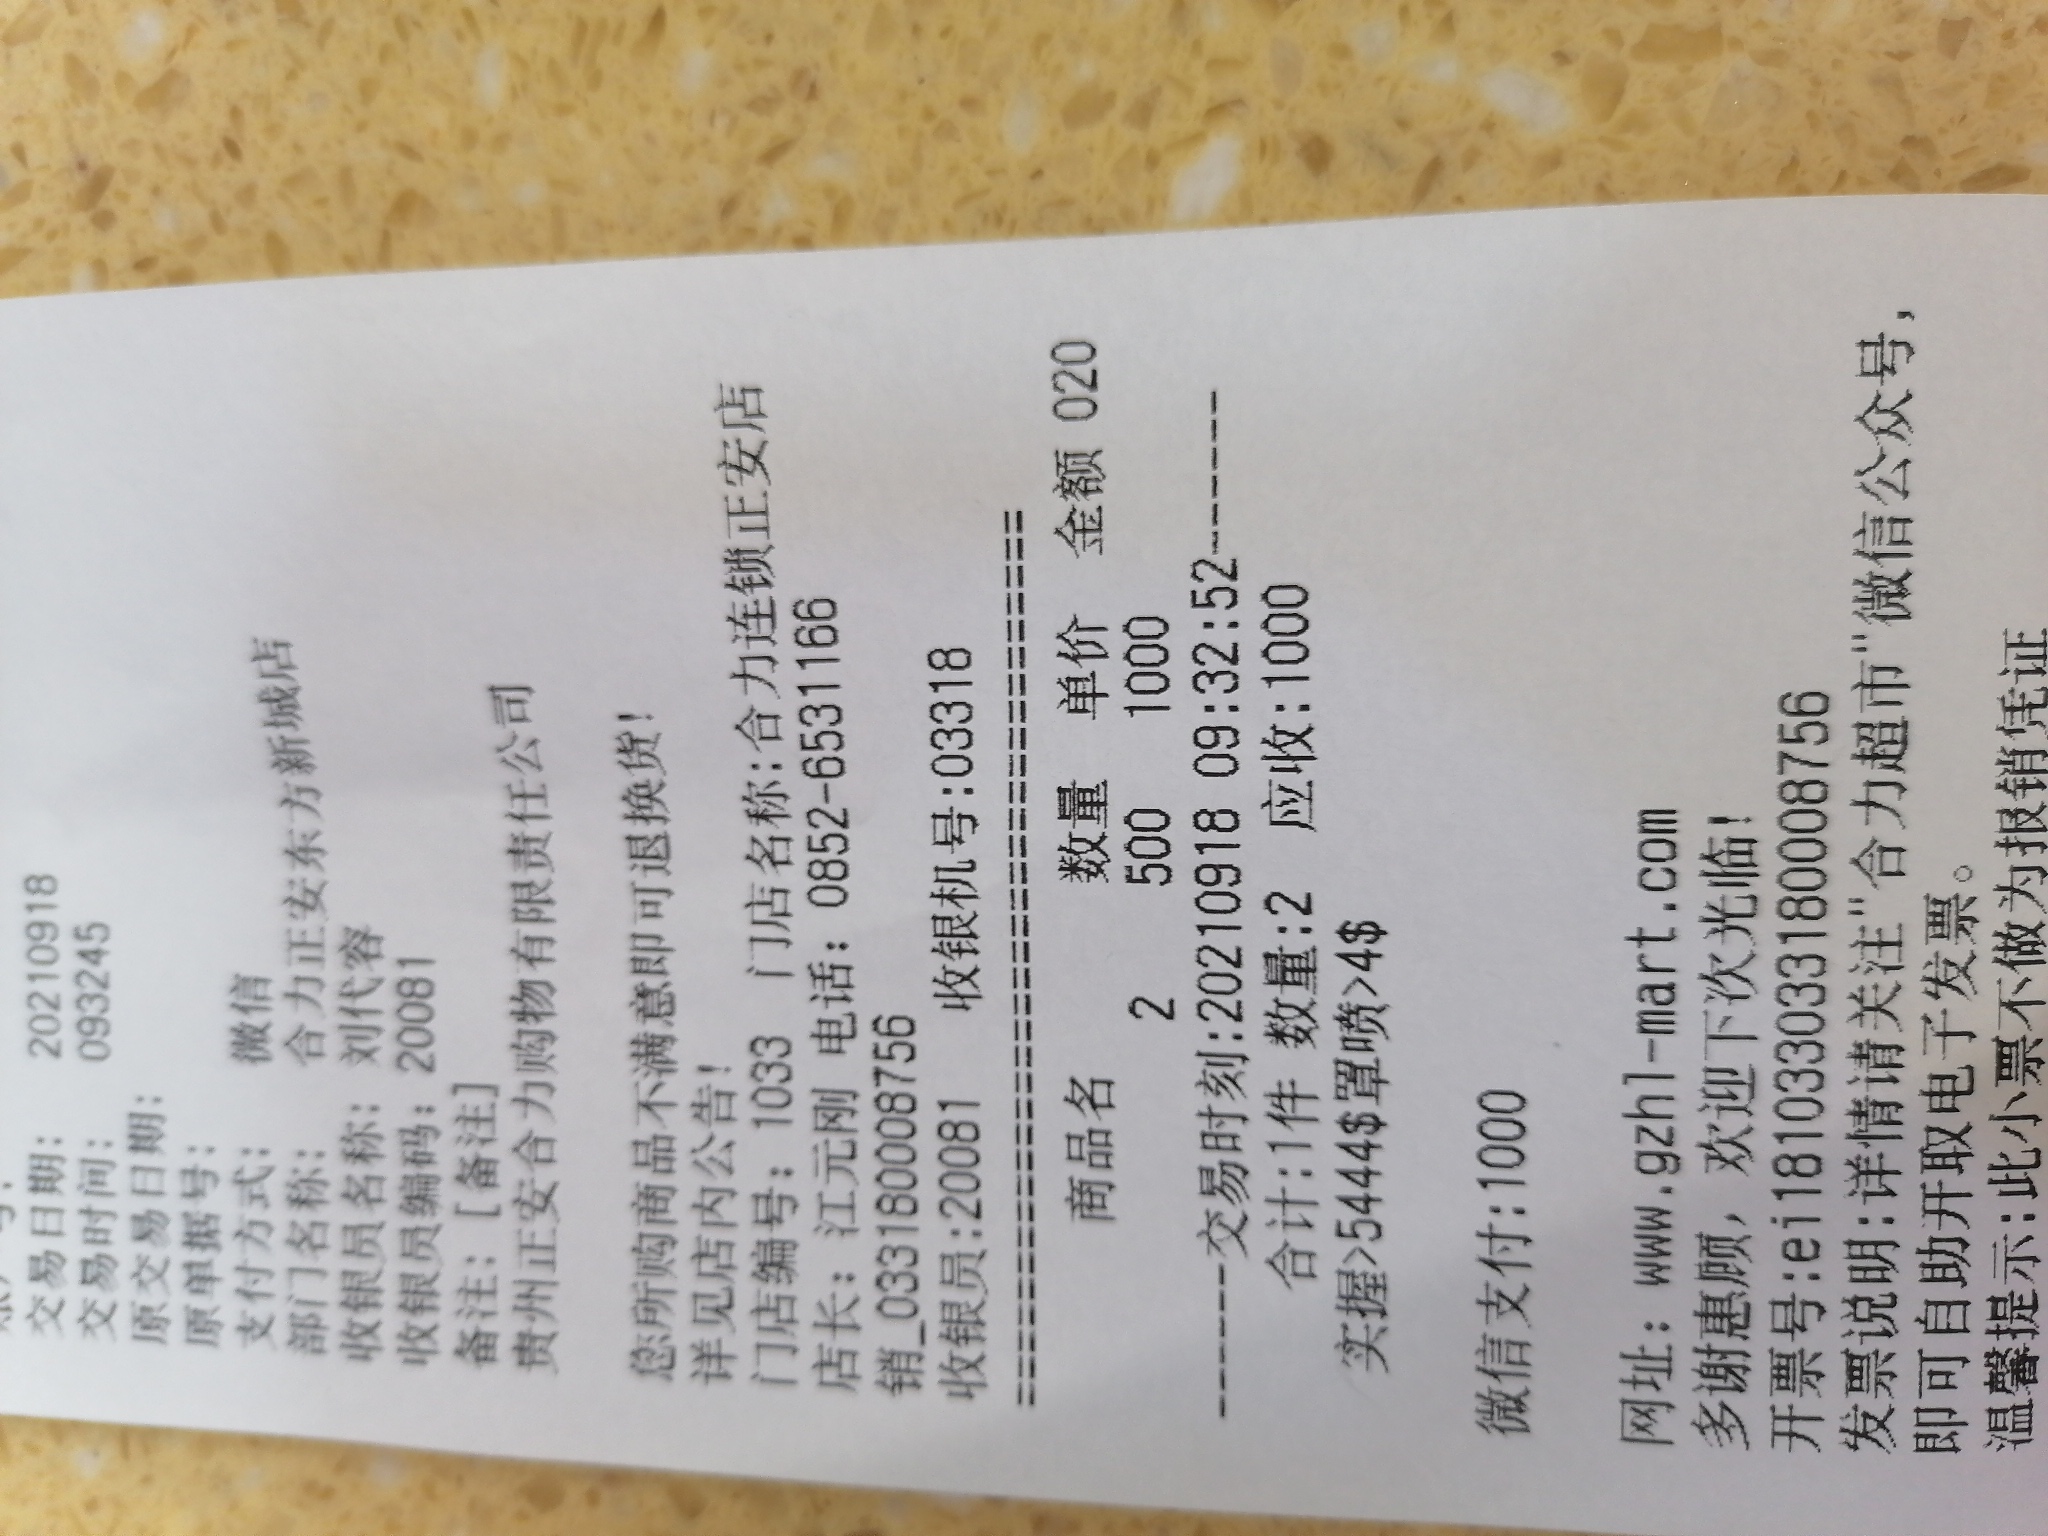 交易日期: 20210918
交易时间: 093245
原交易日期:
原单据号:
支付方式: 微信
部门名称: 合力正安东方新城店
收银员名称: 刘代容
收银员编码: 20081
备注: [备注]
贵州正安合力购物有限责任公司
您所购商品不满意即可退换货!
详见店内公告!
门店编号: 1033 门店名称:合力连锁正安店
店长: 江元刚 电话: 0852-6531166
销_033180008756
收银员:20081 收银机号:03318
==========================================
商品名 数量 单价 金额 020
2 500 1000
-------交易时刻:20210918 09:32:52--------
合计:1件 数量:2 应收:1000
实握>5444$罩喷>4$
微信支付:1000
网址: www.gzhl-mart.com
多谢惠顾, 欢迎下次光临!
开票号:ei181033033180008756
发票说明:详情请关注"合力超市"微信公众号,
即可自助开取电子发票。
温馨提示:此小票不做为报销凭证